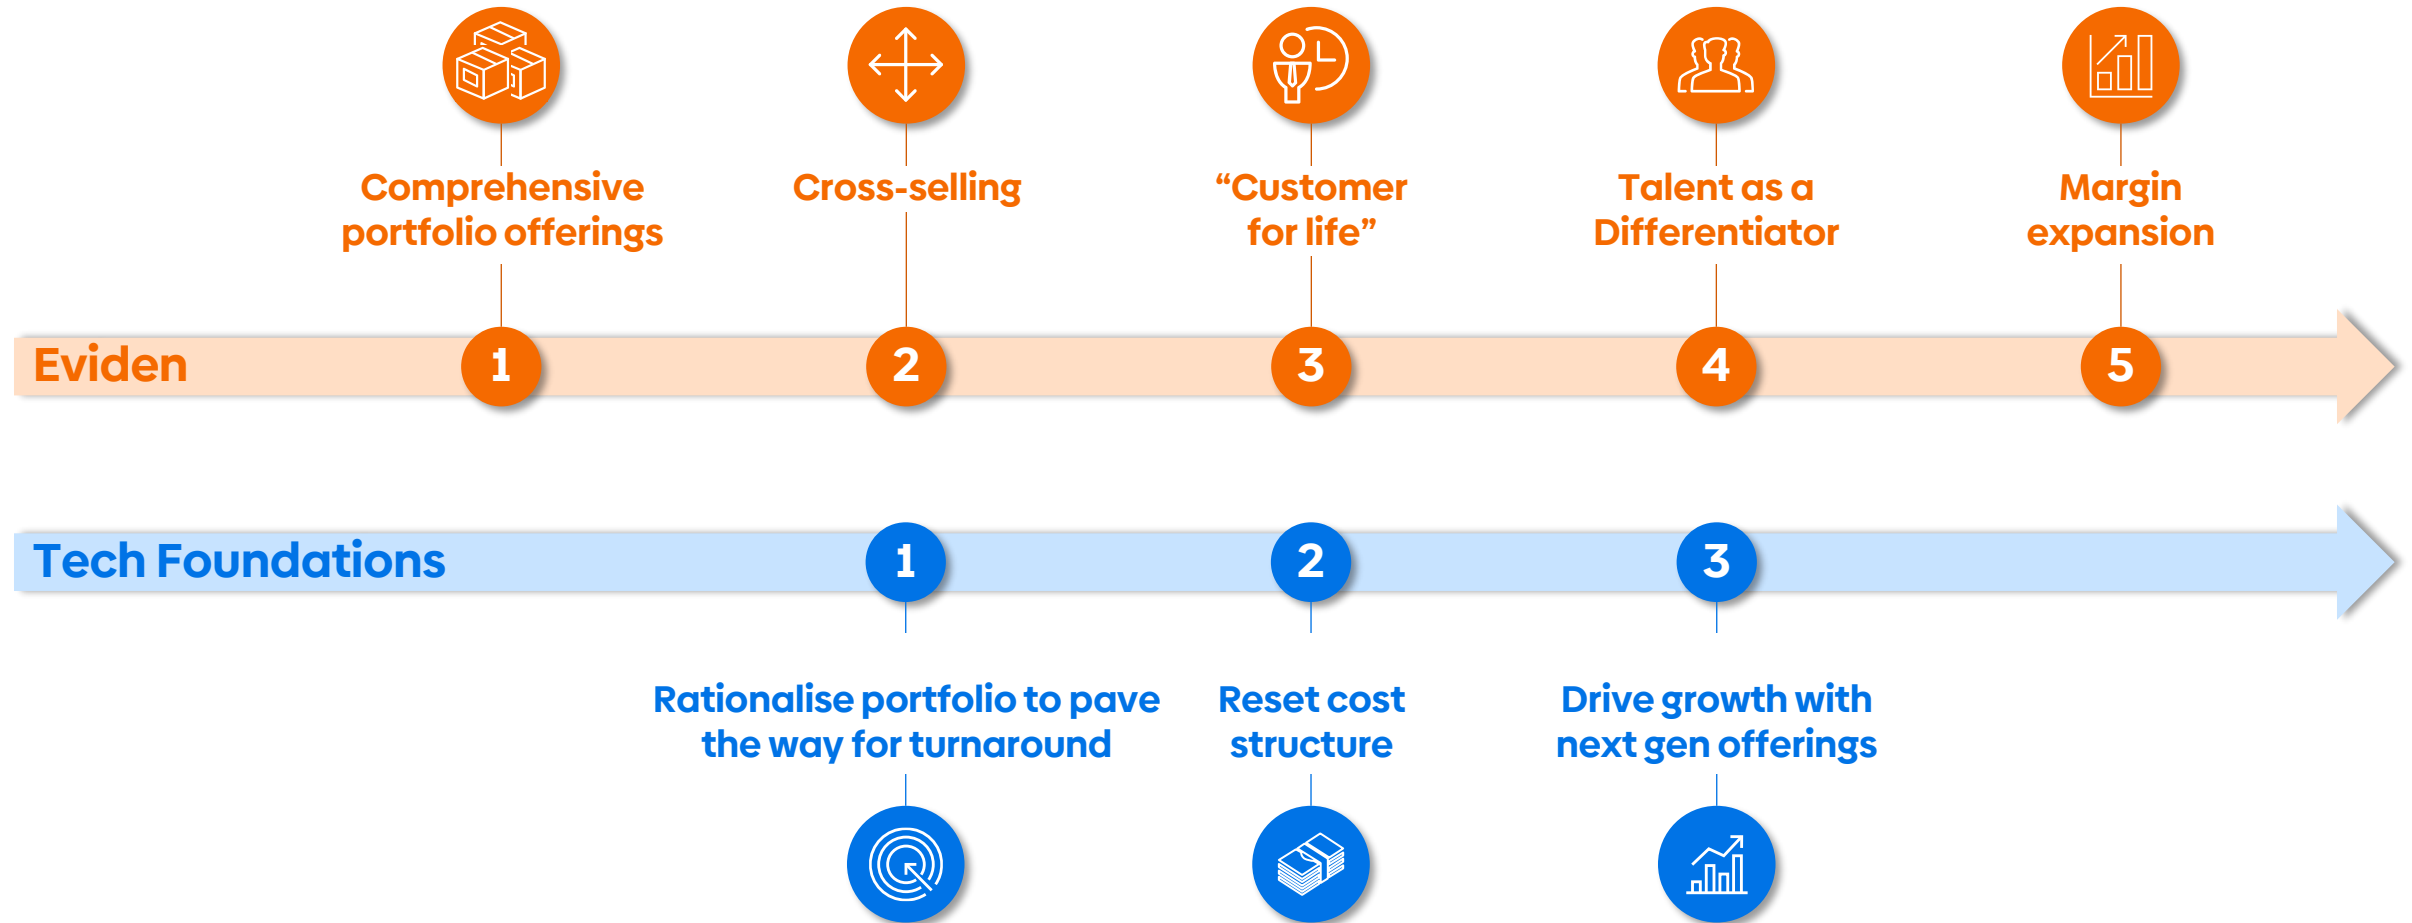 Comprehensive
portfolio offerings
Cross-selling
“Customer
for life”
Talent as a
Differentiator
Margin
expansion
Eviden
1
2
3
4
5
Tech Foundations
1
2
3
Rationalise portfolio to pave
the way for turnaround
Reset cost
structure
Drive growth with
next gen offerings